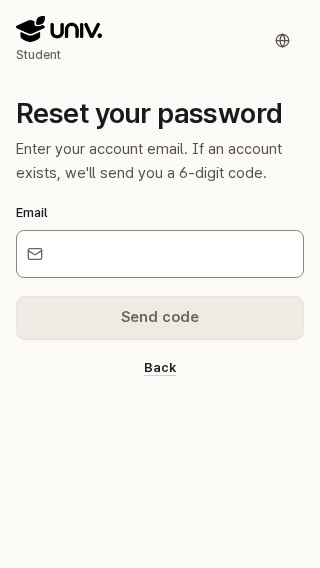 UNIV.
Student
Reset your password
Enter your account email. If an account
exists, we'll send you a 6-digit code.
Email
Send code
Back